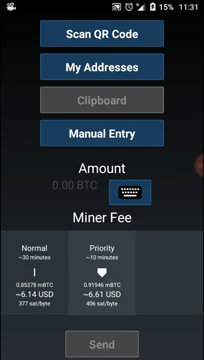 15% 11:31
Scan QR Code
My Addresses
Clipboard
Manual Entry
Amount
0.00 BTC
Miner Fee
Normal
~30 minutes
0.85378 mBTC
~6.14 USD
377 sat/byte
Priority
~10 minutes
0.91946 mBTC
~6.61 USD
406 sat/byte
Send